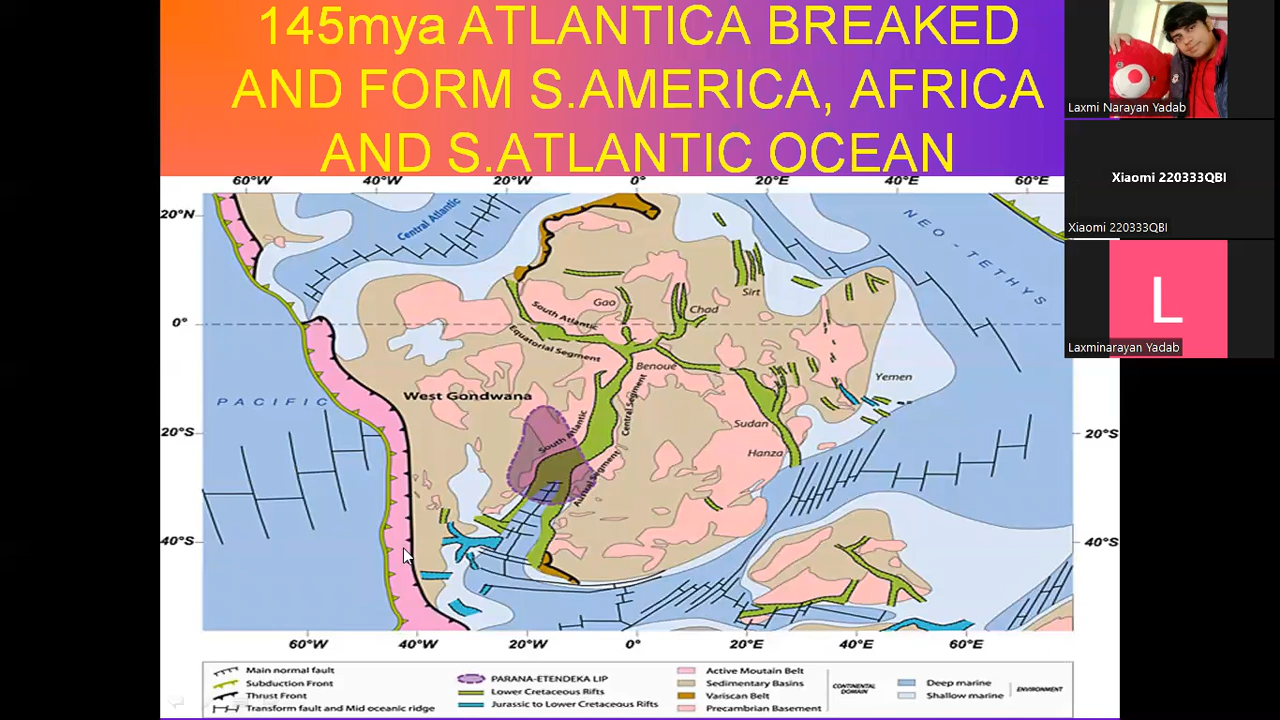 145mya ATLANTICA BREAKED
AND FORM S.AMERICA, AFRICA
AND S.ATLANTIC OCEAN
Laxmi Narayan Yadab
Xiaomi 220333QBI
Xiaomi 220333QBI
L
Laxminarayan Yadab
60°W 40°W 20°W 0° 20°E 40°E 60°E
20°N
Central Atlantic
NEO-TETHYS
Sirt
Gao
Chad
South Atlantic
0°
Equatorial Segment
Benoue
Yemen
West Gondwana
PACIFIC
South Atlantic
Central Segment
Sudan
20°S 20°S
Hanza
Austral Segment
40°S 40°S
60°W 40°W 20°W 0° 20°E 40°E 60°E
Main normal fault
Subduction Front
Thrust Front
Transform fault and Mid oceanic ridge
PARANA-ETENDEKA LIP
Lower Cretaceous Rifts
Jurassic to Lower Cretaceous Rifts
Active Moutain Belt
Sedimentary Basins
Variscan Belt
Precambrian Basement
CONTINENTAL
DOMAIN
Deep marine
Shallow marine
ENVIRONMENT